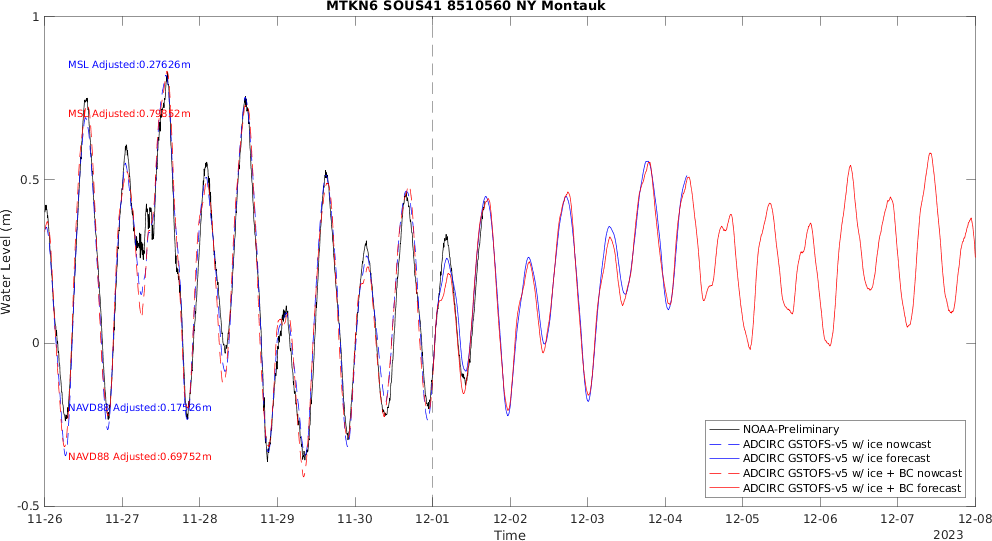 MTKN6 SOUS41 8510560 NY Montauk
1
0.5
0
-0.5
Water Level (m)
MSL Adjusted:0.27626m
MSL Adjusted:0.79852m
NAVD88 Adjusted:0.17526m
NAVD88 Adjusted:0.69752m
NOAA-Preliminary
ADCIRC GSTOFS-v5 w/ ice nowcast
ADCIRC GSTOFS-v5 w/ ice forecast
ADCIRC GSTOFS-v5 w/ ice + BC nowcast
ADCIRC GSTOFS-v5 w/ ice + BC forecast
11-26 11-27 11-28 11-29 11-30 12-01 12-02 12-03 12-04 12-05 12-06 12-07 12-08
Time
2023